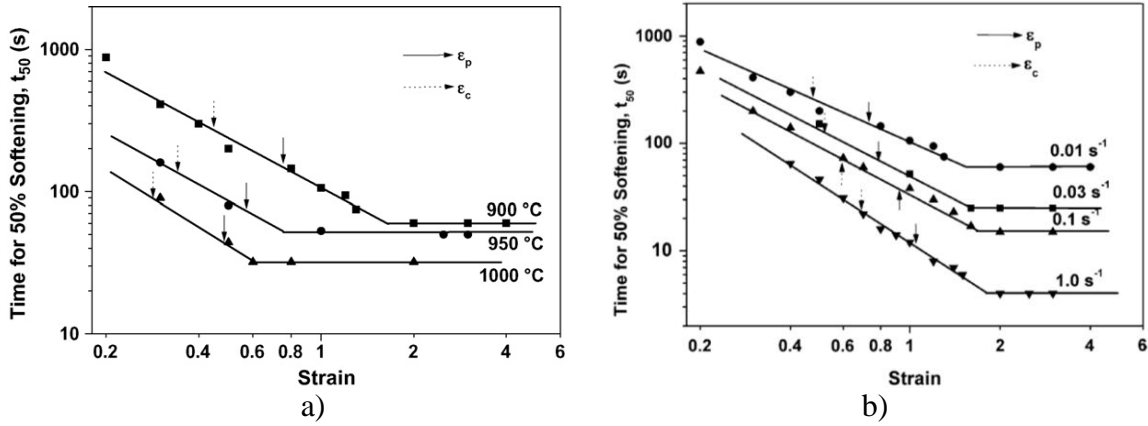 1000
100
10
Time for 50% Softening, t50 (s)
εp
εc
900 °C
950 °C
1000 °C
0.2 0.4 0.6 0.8 1 2 4 6
Strain
a)
1000
100
10
Time for 50% Softening, t50 (s)
εp
εc
0.01 s-1
0.03 s-1
0.1 s-1
1.0 s-1
0.2 0.4 0.6 0.8 1 2 4 6
Strain
b)